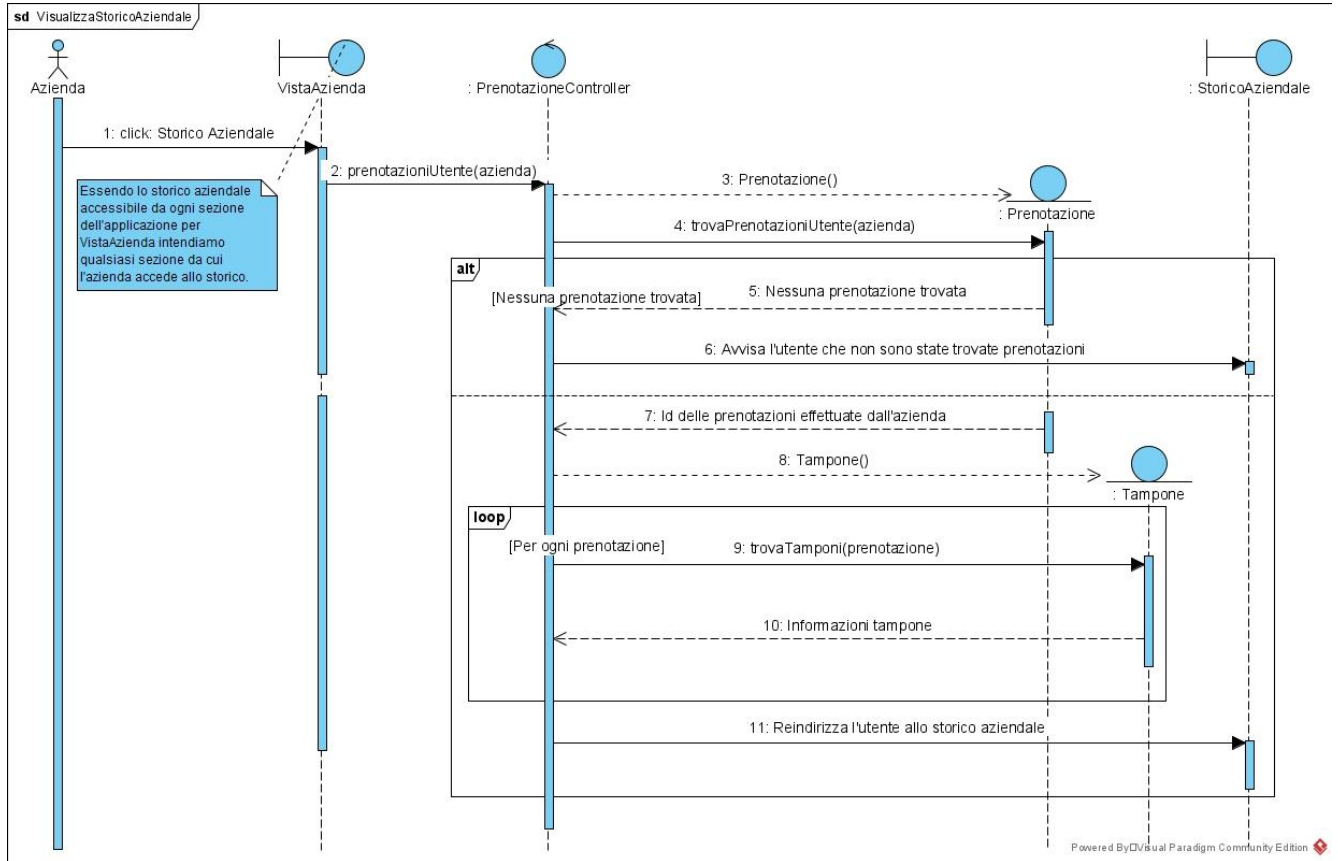 sd VisualizzaStoricoAziendale
Azienda
VistaAzienda
: PrenotazioneController
: StoricoAziendale
1: click: Storico Aziendale
2: prenotazioniUtente(azienda)
3: Prenotazione()
: Prenotazione
Essendo lo storico aziendale
accessibile da ogni sezione
dell'applicazione per
VistaAzienda intendiamo
qualsiasi sezione da cui
l'azienda accede allo storico.
4: trovaPrenotazioniUtente(azienda)
alt
[Nessuna prenotazione trovata]
5: Nessuna prenotazione trovata
6: Avvisa l'utente che non sono state trovate prenotazioni
7: Id delle prenotazioni effettuate dall'azienda
8: Tampone()
: Tampone
loop
[Per ogni prenotazione]
9: trovaTamponi(prenotazione)
10: Informazioni tampone
11: Reindirizza l'utente allo storico aziendale
Powered By□Visual Paradigm Community Edition